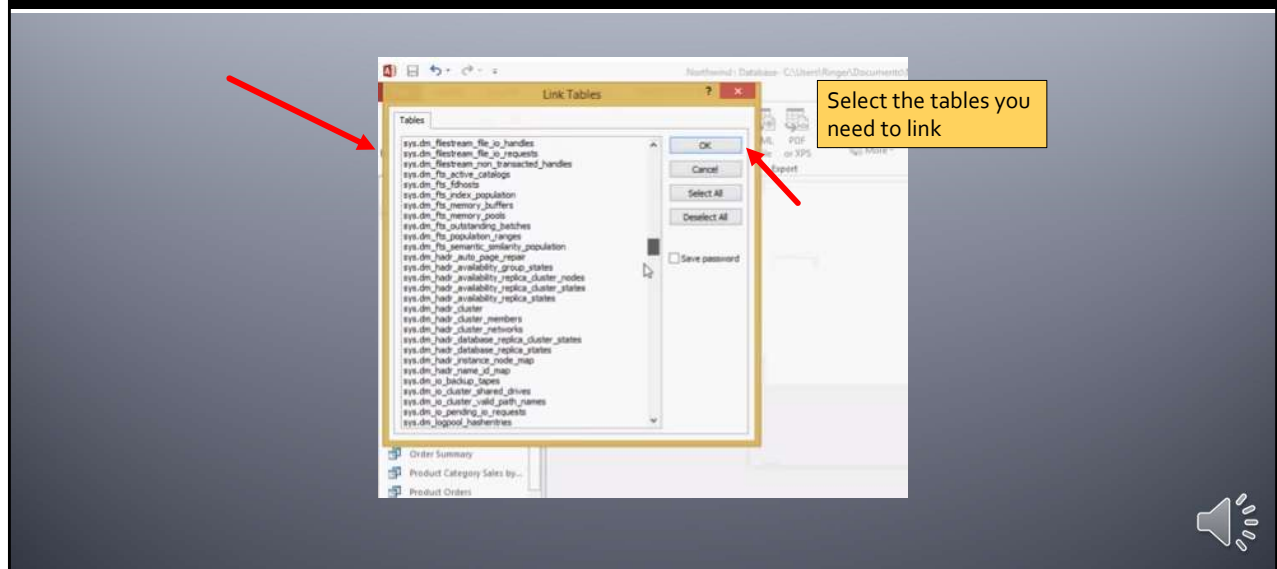 Northwind : Database- C:\Users\Ringer\Documents\
Link Tables
?
Select the tables you
need to link
Tables
sys.dm_filestream_file_io_handles
sys.dm_filestream_file_io_requests
sys.dm_filestream_non_transacted_handles
sys.dm_fts_active_catalogs
sys.dm_fts_fdhosts
sys.dm_fts_index_population
sys.dm_fts_memory_buffers
sys.dm_fts_memory_pools
sys.dm_fts_outstanding_batches
sys.dm_fts_population_ranges
sys.dm_fts_semantic_similarity_population
sys.dm_hadr_auto_page_repair
sys.dm_hadr_availability_group_states
sys.dm_hadr_availability_replica_cluster_nodes
sys.dm_hadr_availability_replica_cluster_states
sys.dm_hadr_availability_replica_states
sys.dm_hadr_cluster
sys.dm_hadr_cluster_members
sys.dm_hadr_cluster_networks
sys.dm_hadr_database_replica_cluster_states
sys.dm_hadr_database_replica_states
sys.dm_hadr_instance_node_map
sys.dm_hadr_name_id_map
sys.dm_io_backup_tapes
sys.dm_io_cluster_shared_drives
sys.dm_io_cluster_valid_path_names
sys.dm_io_pending_io_requests
sys.dm_logpool_hashentries
OK
Cancel
Select All
Deselect All
Save password
PDF
or XPS
More
Export
Order Summary
Product Category Sales by...
Product Orders